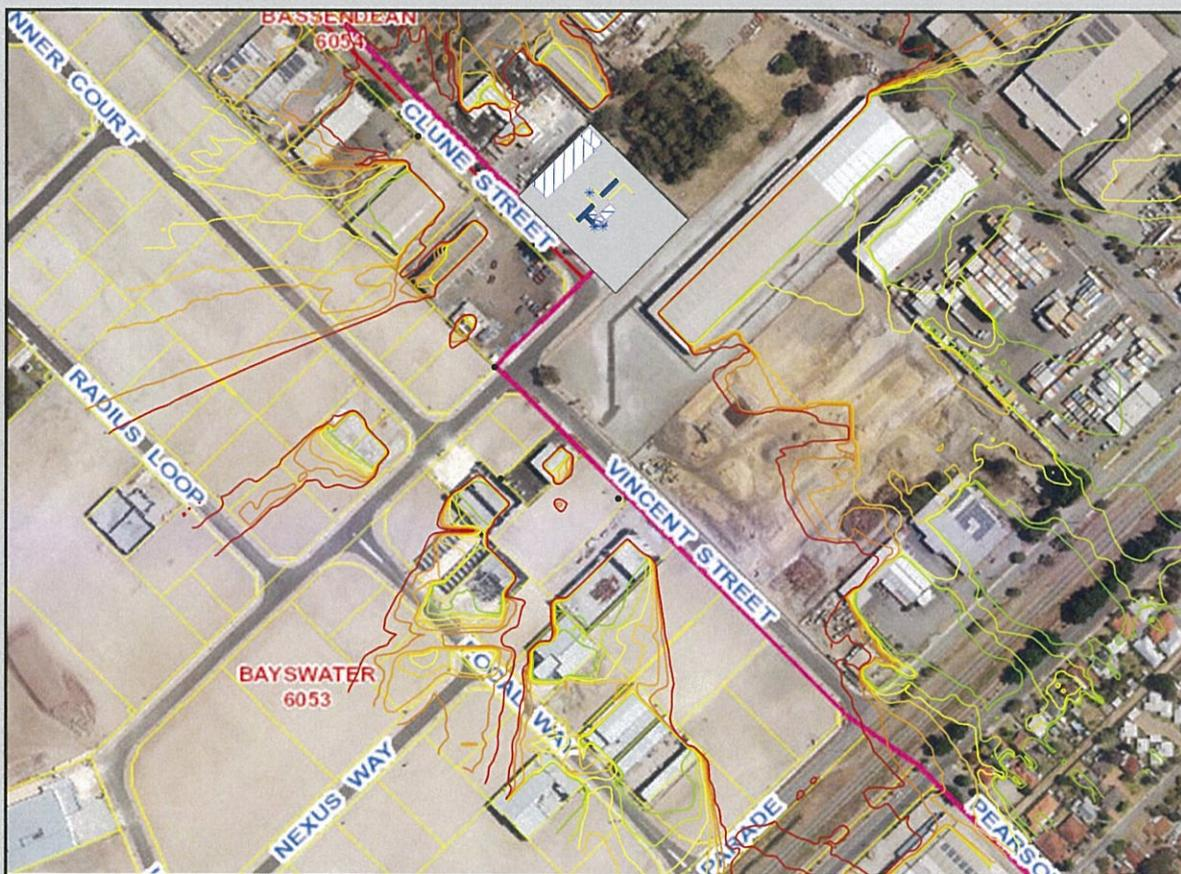 BASSENDEAN
6054
NNER COURT
CLUNE STREET
RADIUS LOOP
VINCENT STREET
BAYSWATER
6053
NEXUS WAY
PARADE
PEARSO